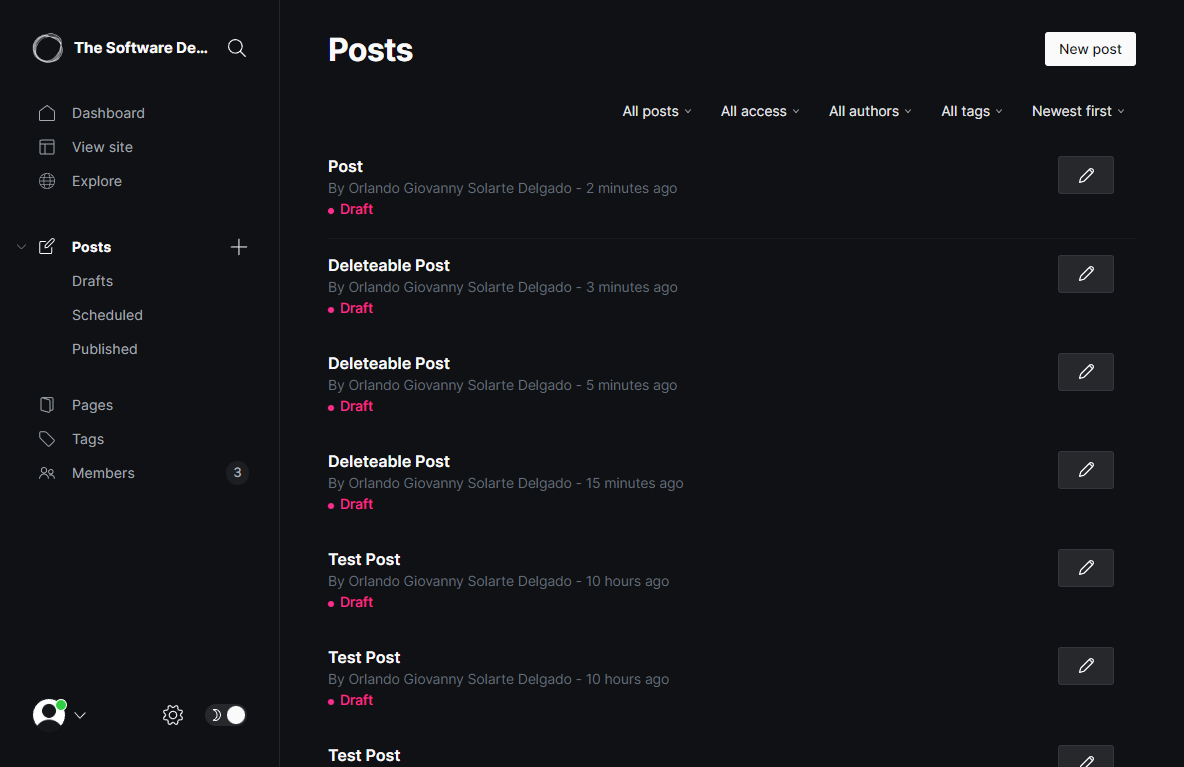 The Software De...
Dashboard
View site
Explore
Posts
Drafts
Scheduled
Published
Pages
Tags
Members 3
Posts
New post
All posts All access All authors All tags Newest first
Post
By Orlando Giovanny Solarte Delgado - 2 minutes ago
Draft
Deleteable Post
By Orlando Giovanny Solarte Delgado - 3 minutes ago
Draft
Deleteable Post
By Orlando Giovanny Solarte Delgado - 5 minutes ago
Draft
Deleteable Post
By Orlando Giovanny Solarte Delgado - 15 minutes ago
Draft
Test Post
By Orlando Giovanny Solarte Delgado - 10 hours ago
Draft
Test Post
By Orlando Giovanny Solarte Delgado - 10 hours ago
Draft
Test Post